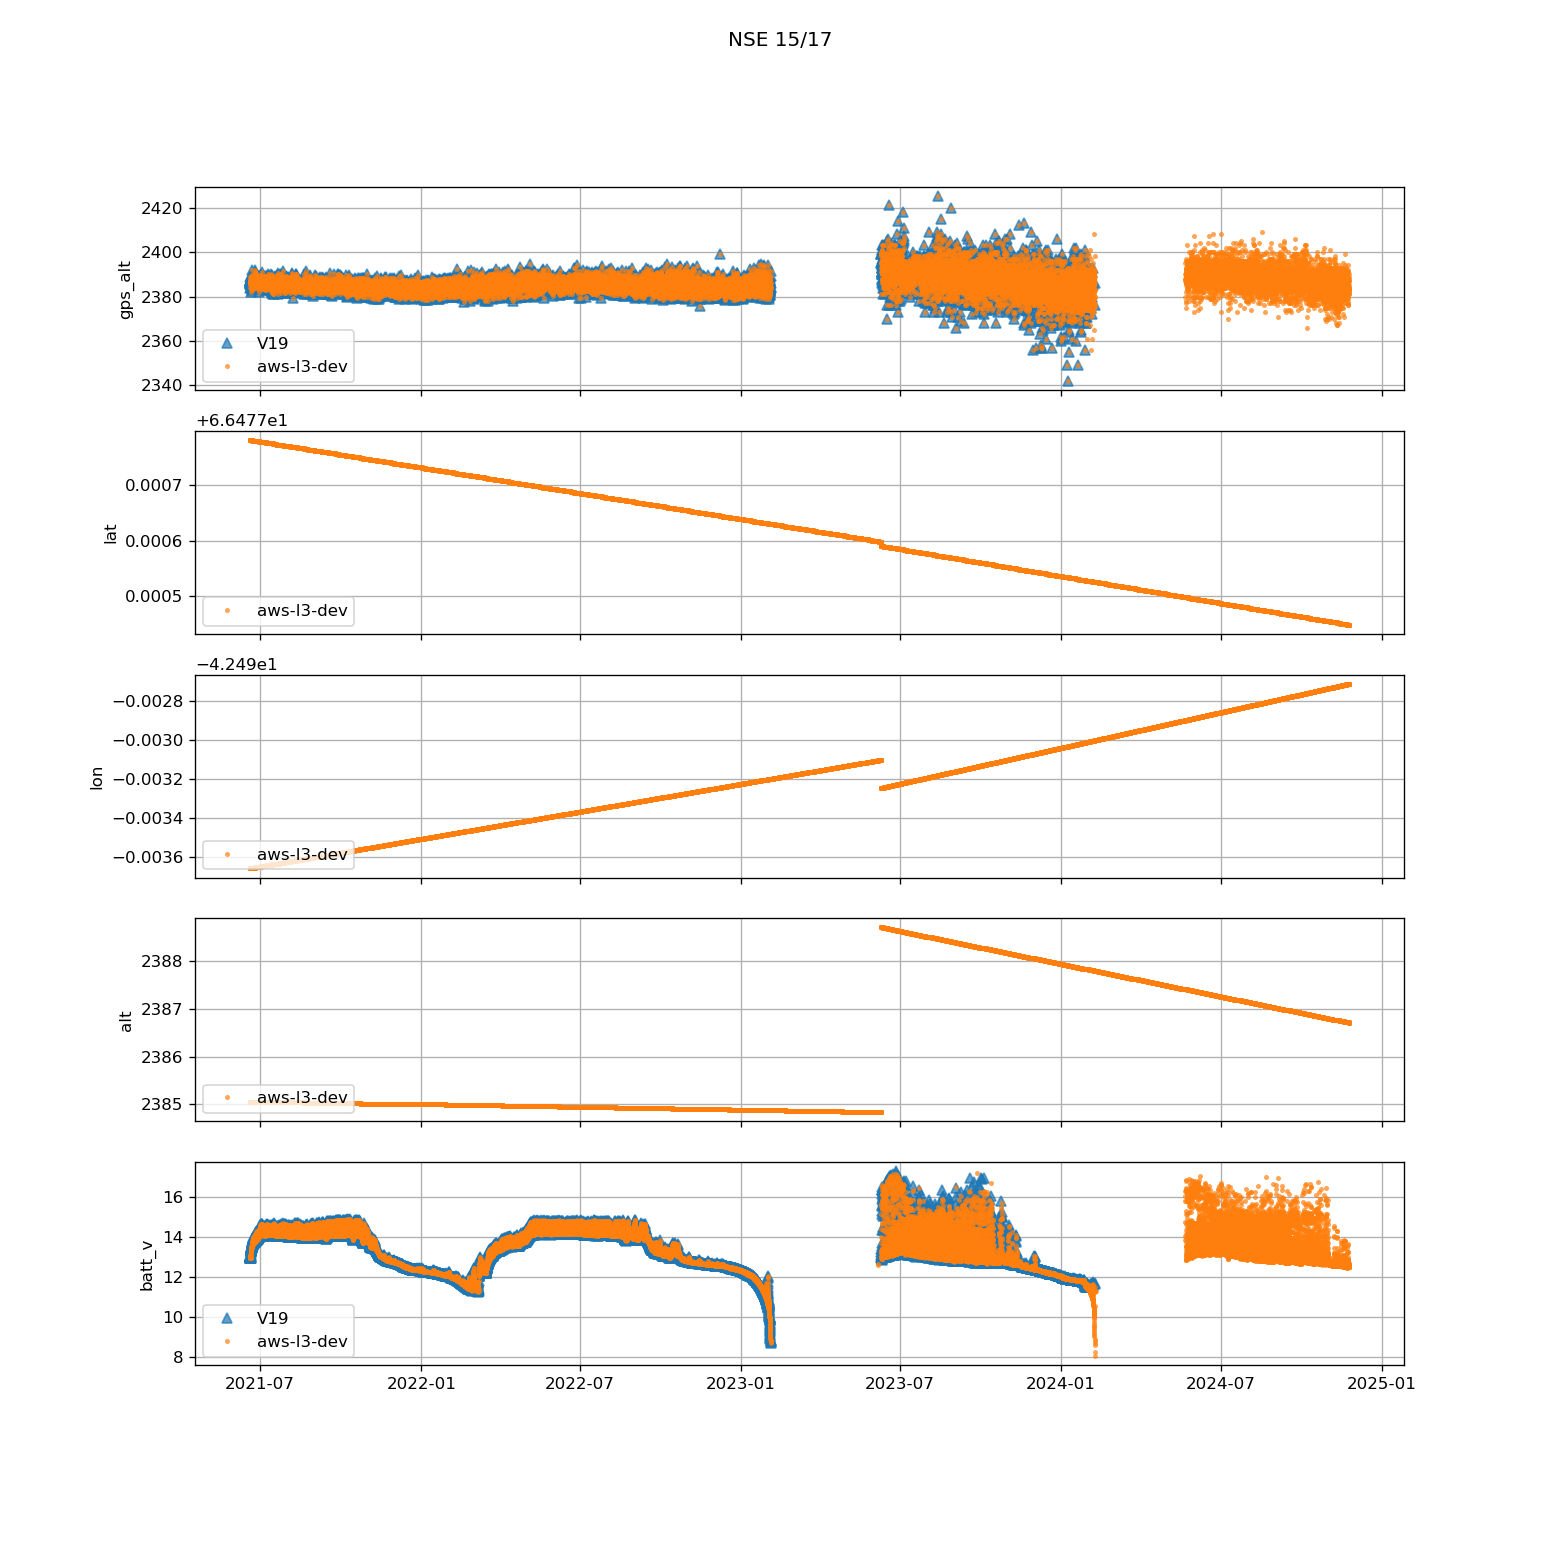 NSE 15/17
2420
2400
2380
2360
2340
gps_alt
V19
aws-l3-dev
+6.6477e1
0.0007
0.0006
0.0005
lat
aws-l3-dev
−4.249e1
−0.0028
−0.0030
−0.0032
−0.0034
−0.0036
lon
aws-l3-dev
2388
2387
2386
2385
alt
aws-l3-dev
16
14
12
10
8
batt_v
V19
aws-l3-dev
2021-07 2022-01 2022-07 2023-01 2023-07 2024-01 2024-07 2025-01